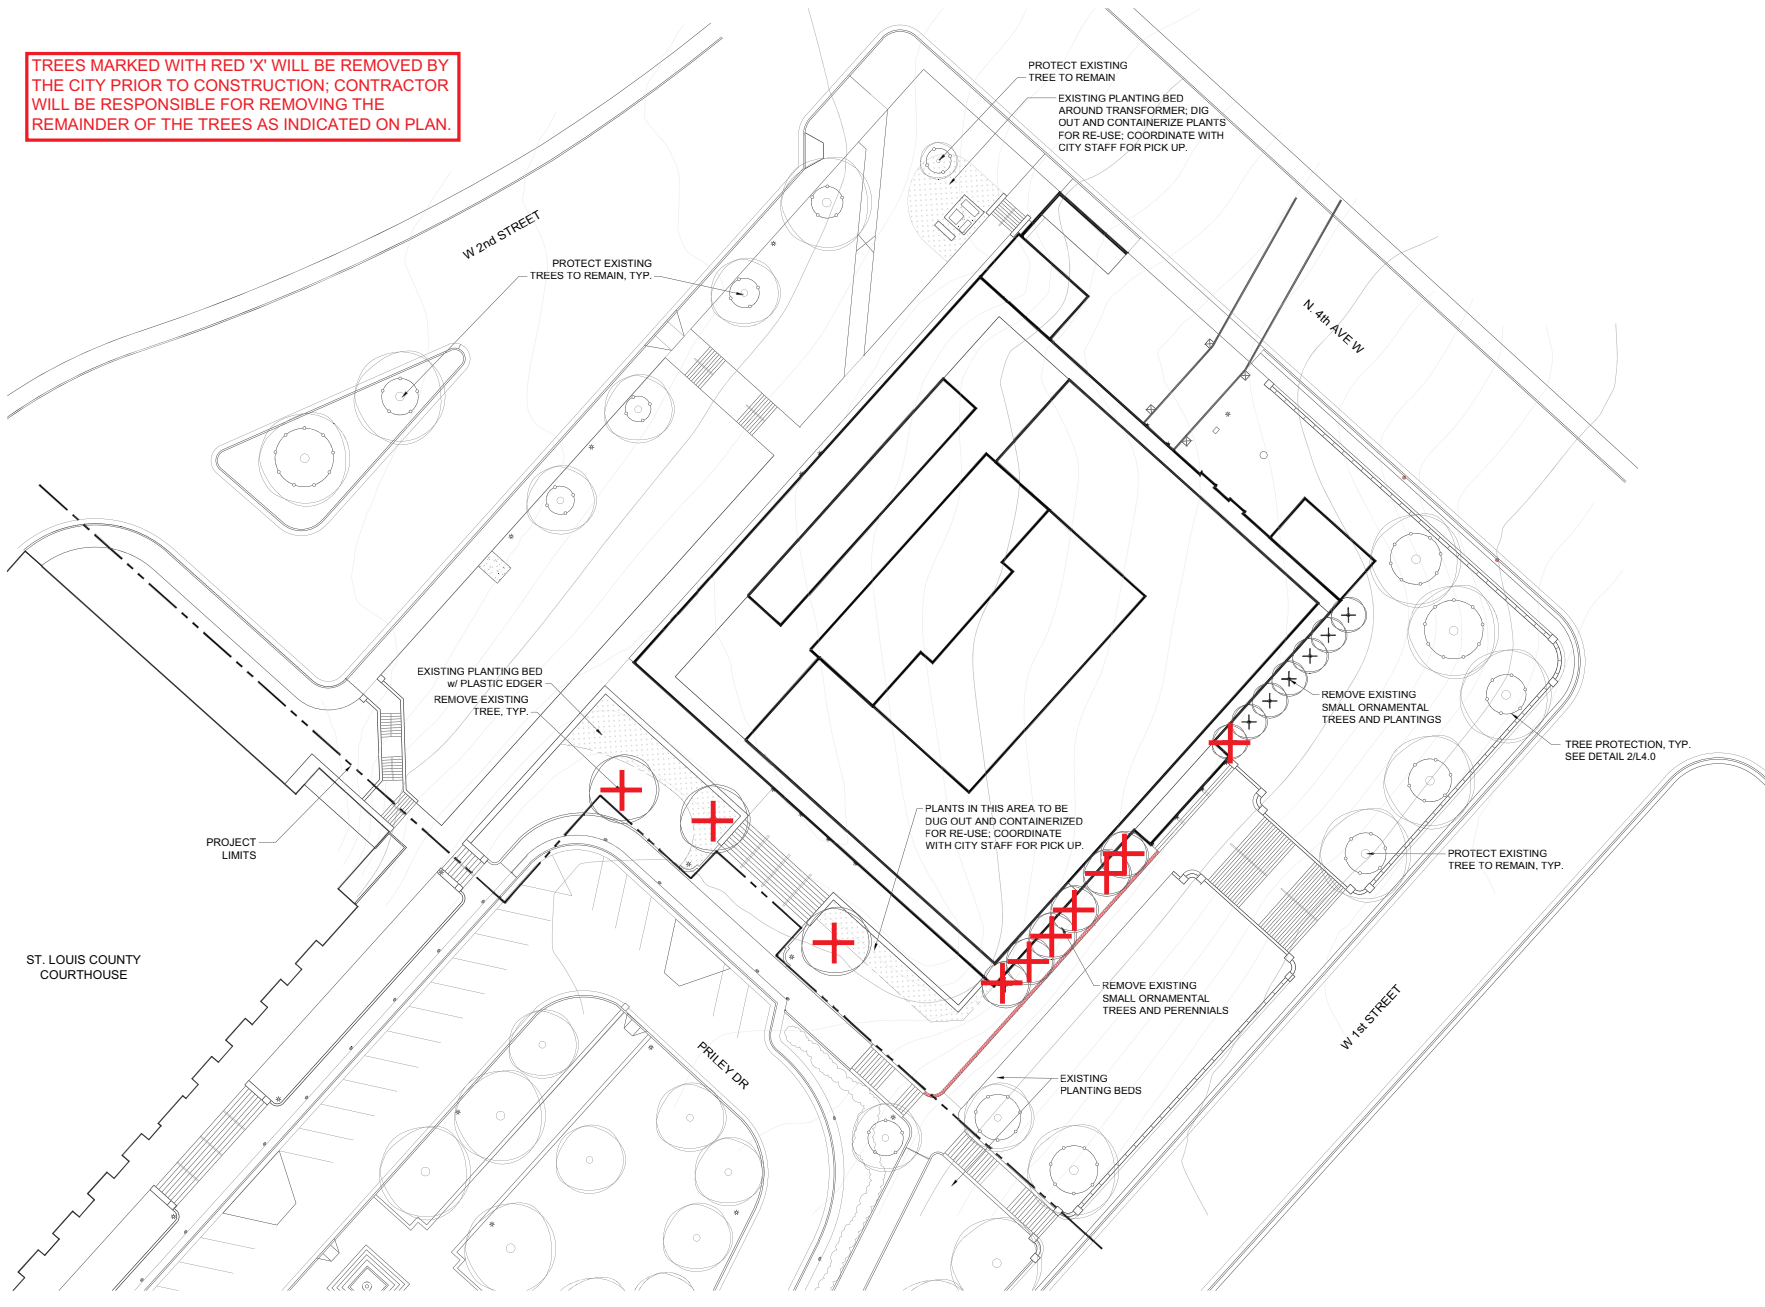 TREES MARKED WITH RED 'X' WILL BE REMOVED BY
THE CITY PRIOR TO CONSTRUCTION; CONTRACTOR
WILL BE RESPONSIBLE FOR REMOVING THE
REMAINDER OF THE TREES AS INDICATED ON PLAN.
PROTECT EXISTING
TREE TO REMAIN
EXISTING PLANTING BED
AROUND TRANSFORMER; DIG
OUT AND CONTAINERIZE PLANTS
FOR RE-USE; COORDINATE WITH
CITY STAFF FOR PICK UP.
W 2nd STREET
PROTECT EXISTING
TREES TO REMAIN, TYP.
N. 4th AVE W
EXISTING PLANTING BED
w/ PLASTIC EDGER
REMOVE EXISTING
TREE, TYP.
REMOVE EXISTING
SMALL ORNAMENTAL
TREES AND PLANTINGS
TREE PROTECTION, TYP.
SEE DETAIL 2/L4.0
PLANTS IN THIS AREA TO BE
DUG OUT AND CONTAINERIZED
FOR RE-USE; COORDINATE
WITH CITY STAFF FOR PICK UP.
PROJECT
LIMITS
PROTECT EXISTING
TREE TO REMAIN, TYP.
ST. LOUIS COUNTY
COURTHOUSE
REMOVE EXISTING
SMALL ORNAMENTAL
TREES AND PERENNIALS
W 1st STREET
PRILEY DR
EXISTING
PLANTING BEDS